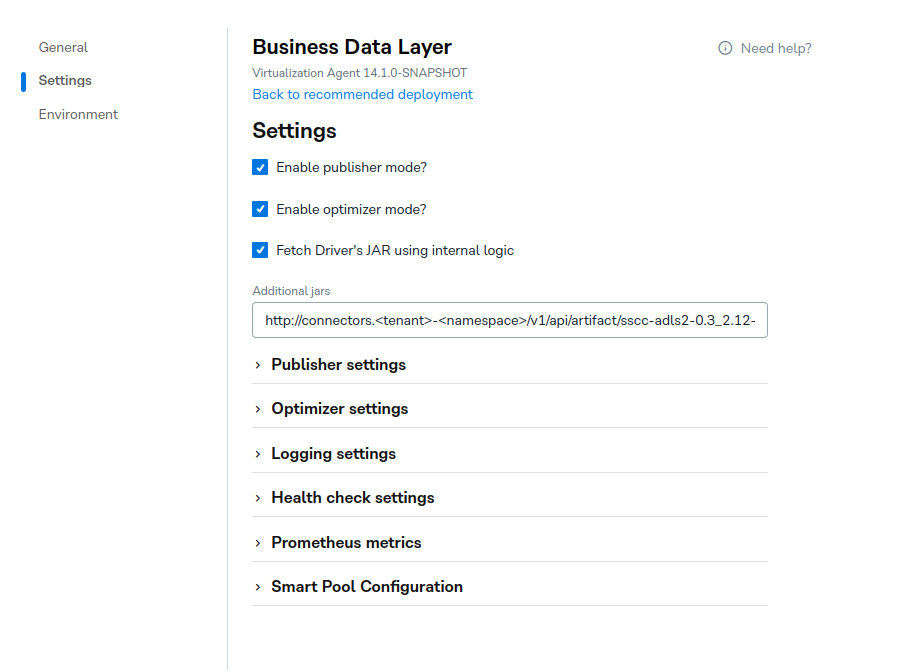 General
Settings
Environment
Business Data Layer
Need help?
Virtualization Agent 14.1.0-SNAPSHOT
Back to recommended deployment
Settings
Enable publisher mode?
Enable optimizer mode?
Fetch Driver's JAR using internal logic
Additional jars
http://connectors.<tenant>-<namespace>/v1/api/artifact/sscc-adls2-0.3_2.12-
Publisher settings
Optimizer settings
Logging settings
Health check settings
Prometheus metrics
Smart Pool Configuration